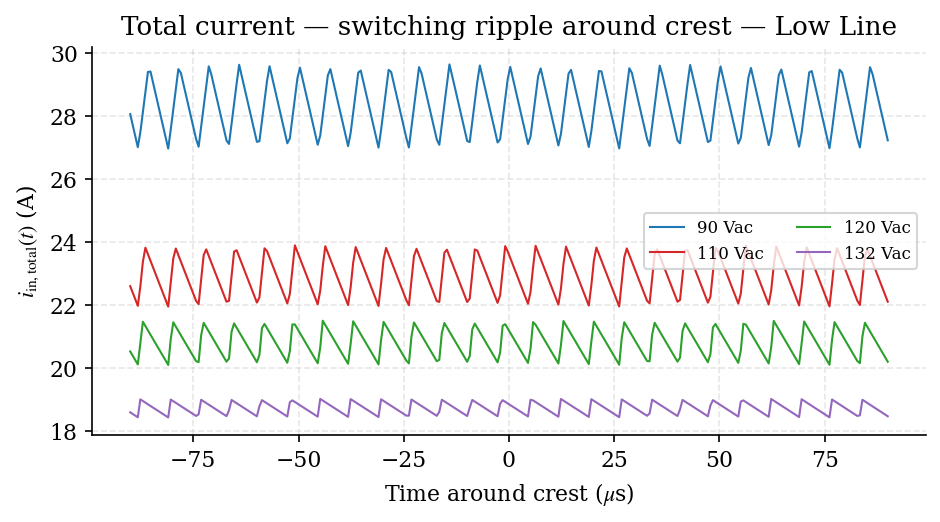 Total current — switching ripple around crest — Low Line
i_in, total(t) (A)
30
28
26
24
22
20
18
90 Vac
110 Vac
120 Vac
132 Vac
−75
−50
−25
0
25
50
75
Time around crest (μs)